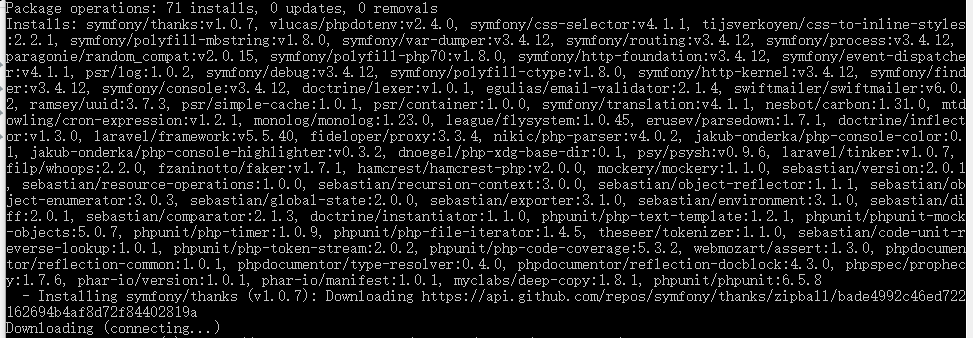 Package operations: 71 installs, 0 updates, 0 removals
Installs: symfony/thanks:v1.0.7, vlucas/phpdotenv:v2.4.0, symfony/css-selector:v4.1.1, tijsverkoyen/css-to-inline-styles
:2.2.1, symfony/polyfill-mbstring:v1.8.0, symfony/var-dumper:v3.4.12, symfony/routing:v3.4.12, symfony/process:v3.4.12,
paragonie/random_compat:v2.0.15, symfony/polyfill-php70:v1.8.0, symfony/http-foundation:v3.4.12, symfony/event-dispatche
r:v4.1.1, psr/log:1.0.2, symfony/debug:v3.4.12, symfony/polyfill-ctype:v1.8.0, symfony/http-kernel:v3.4.12, symfony/find
er:v3.4.12, symfony/console:v3.4.12, doctrine/lexer:v1.0.1, egulias/email-validator:2.1.4, swiftmailer/swiftmailer:v6.0.
2, ramsey/uuid:3.7.3, psr/simple-cache:1.0.1, psr/container:1.0.0, symfony/translation:v4.1.1, nesbot/carbon:1.31.0, mtd
owling/cron-expression:v1.2.1, monolog/monolog:1.23.0, league/flysystem:1.0.45, erusev/parsedown:1.7.1, doctrine/inflect
or:v1.3.0, laravel/framework:v5.5.40, fideloper/proxy:3.3.4, nikic/php-parser:v4.0.2, jakub-onderka/php-console-color:0.
1, jakub-onderka/php-console-highlighter:v0.3.2, dnoegel/php-xdg-base-dir:0.1, psy/psysh:v0.9.6, laravel/tinker:v1.0.7,
filp/whoops:2.2.0, fzaninotto/faker:v1.7.1, hamcrest/hamcrest-php:v2.0.0, mockery/mockery:1.1.0, sebastian/version:2.0.1
, sebastian/resource-operations:1.0.0, sebastian/recursion-context:3.0.0, sebastian/object-reflector:1.1.1, sebastian/ob
ject-enumerator:3.0.3, sebastian/global-state:2.0.0, sebastian/exporter:3.1.0, sebastian/environment:3.1.0, sebastian/di
ff:2.0.1, sebastian/comparator:2.1.3, doctrine/instantiator:1.1.0, phpunit/php-text-template:1.2.1, phpunit/phpunit-mock
-objects:5.0.7, phpunit/php-timer:1.0.9, phpunit/php-file-iterator:1.4.5, theseer/tokenizer:1.1.0, sebastian/code-unit-r
everse-lookup:1.0.1, phpunit/php-token-stream:2.0.2, phpunit/php-code-coverage:5.3.2, webmozart/assert:1.3.0, phpdocumen
tor/reflection-common:1.0.1, phpdocumentor/type-resolver:0.4.0, phpdocumentor/reflection-docblock:4.3.0, phpspec/prophec
y:1.7.6, phar-io/version:1.0.1, phar-io/manifest:1.0.1, myclabs/deep-copy:1.8.1, phpunit/phpunit:6.5.8
- Installing symfony/thanks (v1.0.7): Downloading https://api.github.com/repos/symfony/thanks/zipball/bade4992c46ed722
162694b4af8d72f84402819a
Downloading (connecting...)